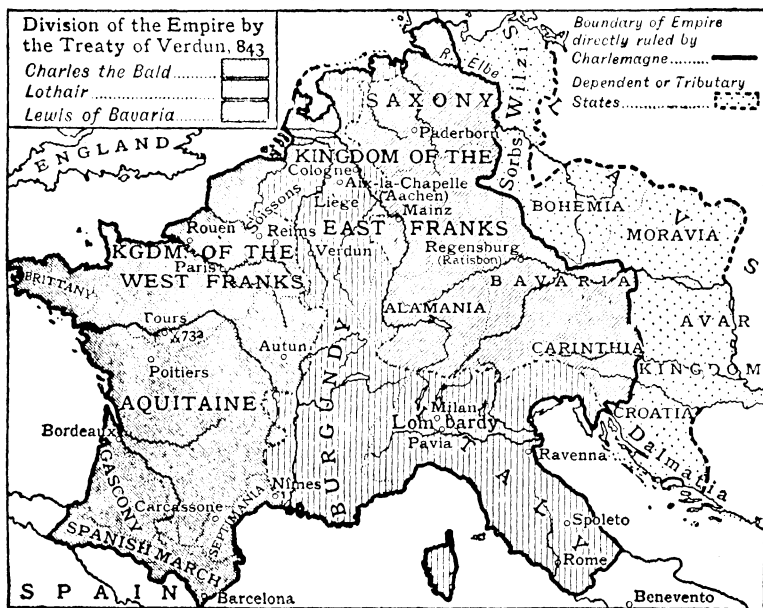 Division of the Empire by
the Treaty of Verdun, 843
Charles the Bald
Lothair
Lewis of Bavaria
Boundary of Empire
directly ruled by
Charlemagne
Dependent or Tributary
States
ENGLAND
R. Elbe
SLAVS
Wilzi
Sorbs
SAXONY
Paderborn
KINGDOM OF THE
EAST FRANKS
Cologne
Aix-la-Chapelle
(Aachen)
Liege
Mainz
Soissons
Rouen
Reims
Verdun
KGDM. OF THE
WEST FRANKS
Paris
BRITTANY
Regensburg
(Ratisbon)
BOHEMIA
MORAVIA
BAVARIA
ALAMANIA
AVAR
KINGDOM
CARINTHIA
CROATIA
Dalmatia
Tours
732
Poitiers
Autun
AQUITAINE
BURGUNDY
Milan
Lombardy
Pavia
ITALY
Ravenna
Bordeaux
GASCONY
Carcassone
SEPTIMANIA
Nîmes
Spoleto
Rome
SPANISH MARCH
SPAIN
Barcelona
Benevento